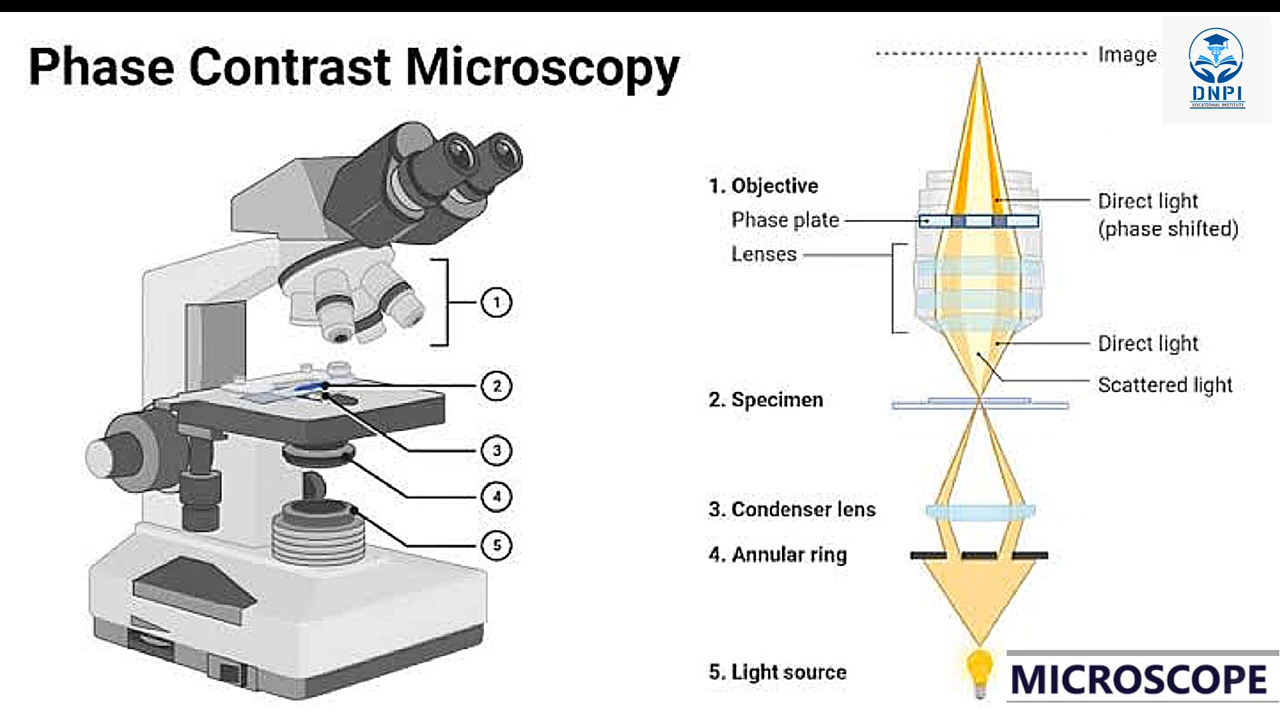 Phase Contrast Microscopy
Image
DNPI
VOCATIONAL INSTITUTE
1. Objective
Phase plate
Lenses
Direct light
(phase shifted)
Direct light
Scattered light
2. Specimen
3. Condenser lens
4. Annular ring
5. Light source
1
2
3
4
5
MICROSCOPE